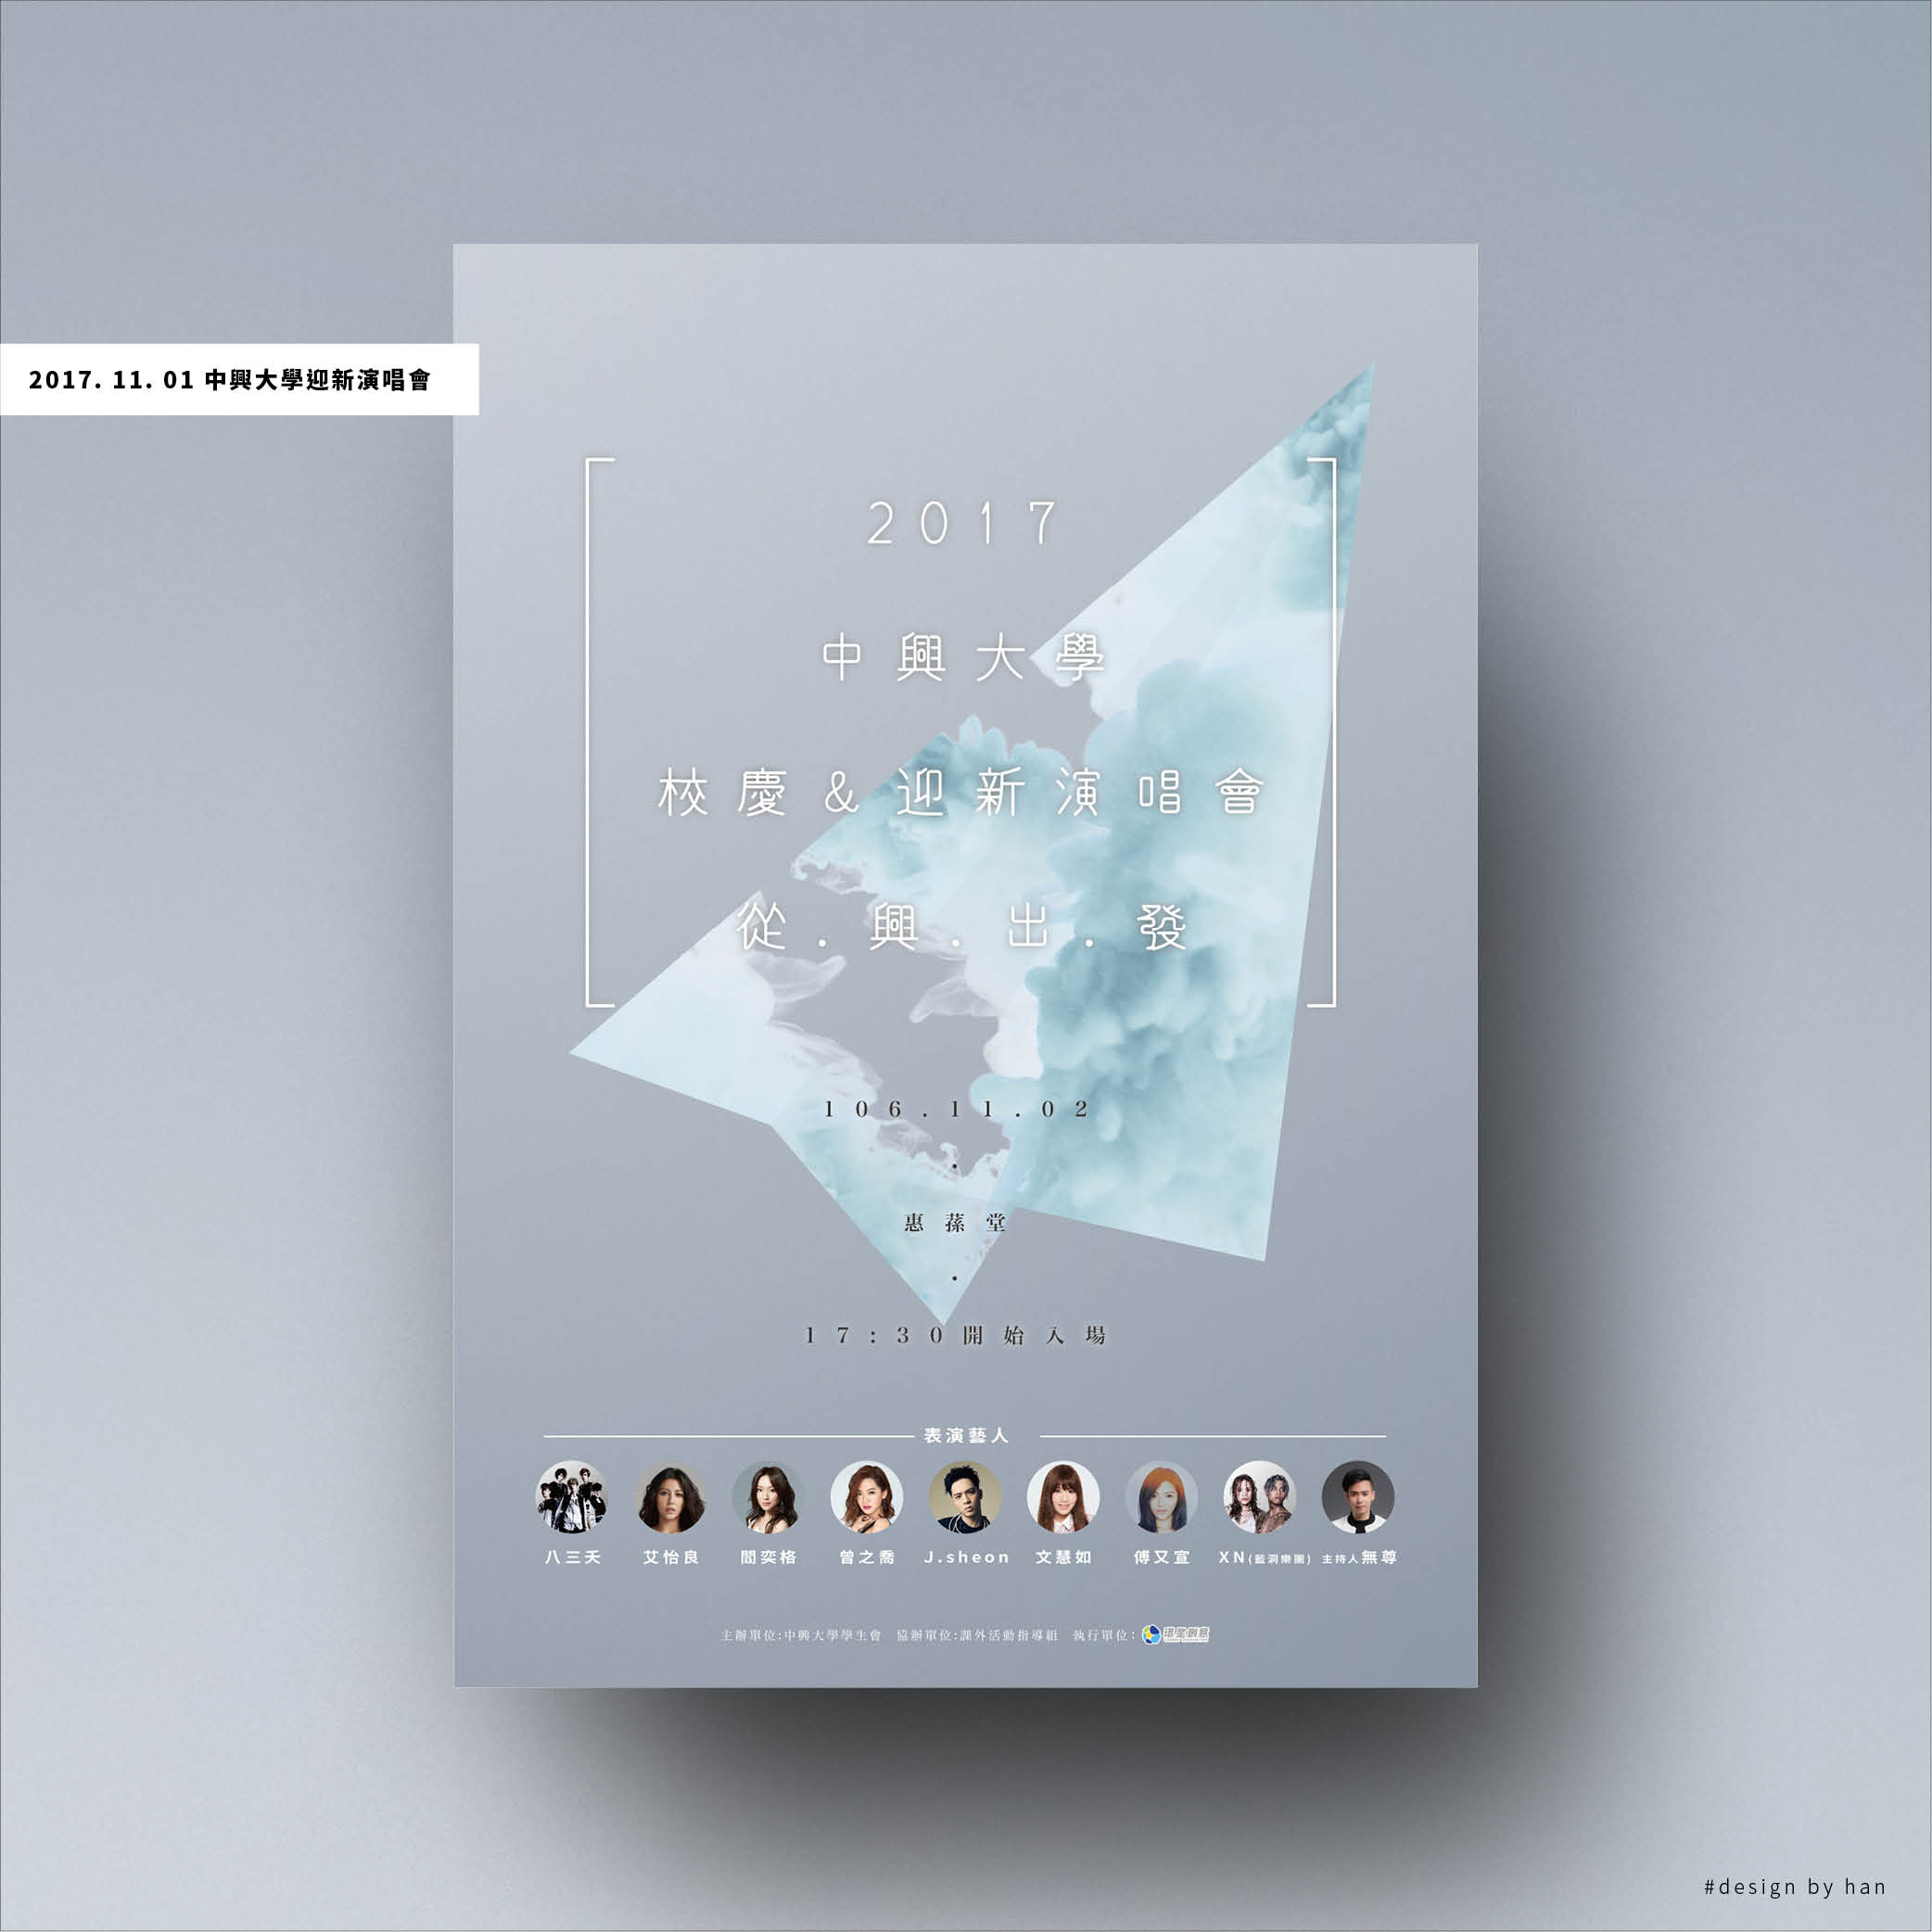 2017. 11. 01 中興大學迎新演唱會
2017
中興大學
校慶&迎新演唱會
從.興.出.發
106.11.02
.
惠蓀堂
.
17:30開始入場
表演藝人
八三夭 艾怡良 閻奕格 曾之喬 J.sheon 文慧如 傅又宣 XN(藍洞樂團) 主持人無尊
主辦單位:中興大學學生會 協辦單位:課外活動指導組 執行單位:環星創意
#design by han